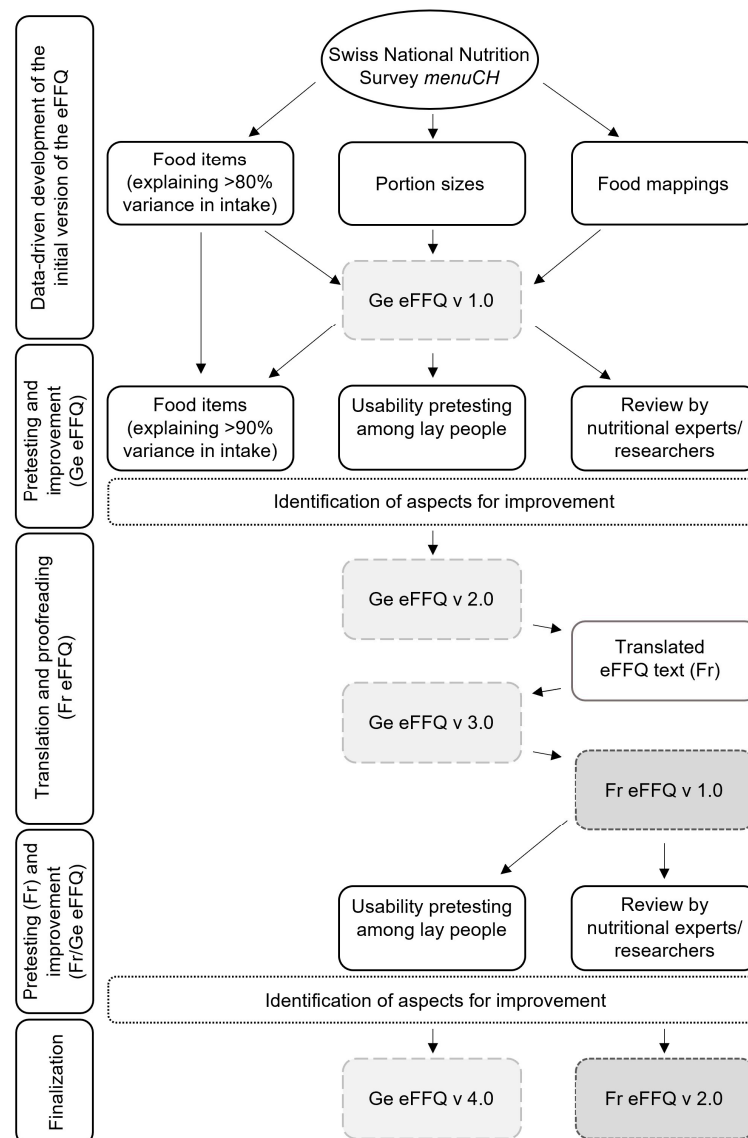 Data-driven development of the
initial version of the eFFQ
Swiss National Nutrition
Survey menuCH
Food items
(explaining >80%
variance in intake)
Portion sizes
Food mappings
Ge eFFQ v 1.0
Pretesting and
improvement
(Ge eFFQ)
Food items
(explaining >90%
variance in intake)
Usability pretesting
among lay people
Review by
nutritional experts/
researchers
Identification of aspects for improvement
Translation and proofreading
(Fr eFFQ)
Ge eFFQ v 2.0
Translated
eFFQ text (Fr)
Ge eFFQ v 3.0
Fr eFFQ v 1.0
Pretesting (Fr) and
improvement
(Fr/Ge eFFQ)
Usability pretesting
among lay people
Review by
nutritional experts/
researchers
Identification of aspects for improvement
Finalization
Ge eFFQ v 4.0
Fr eFFQ v 2.0